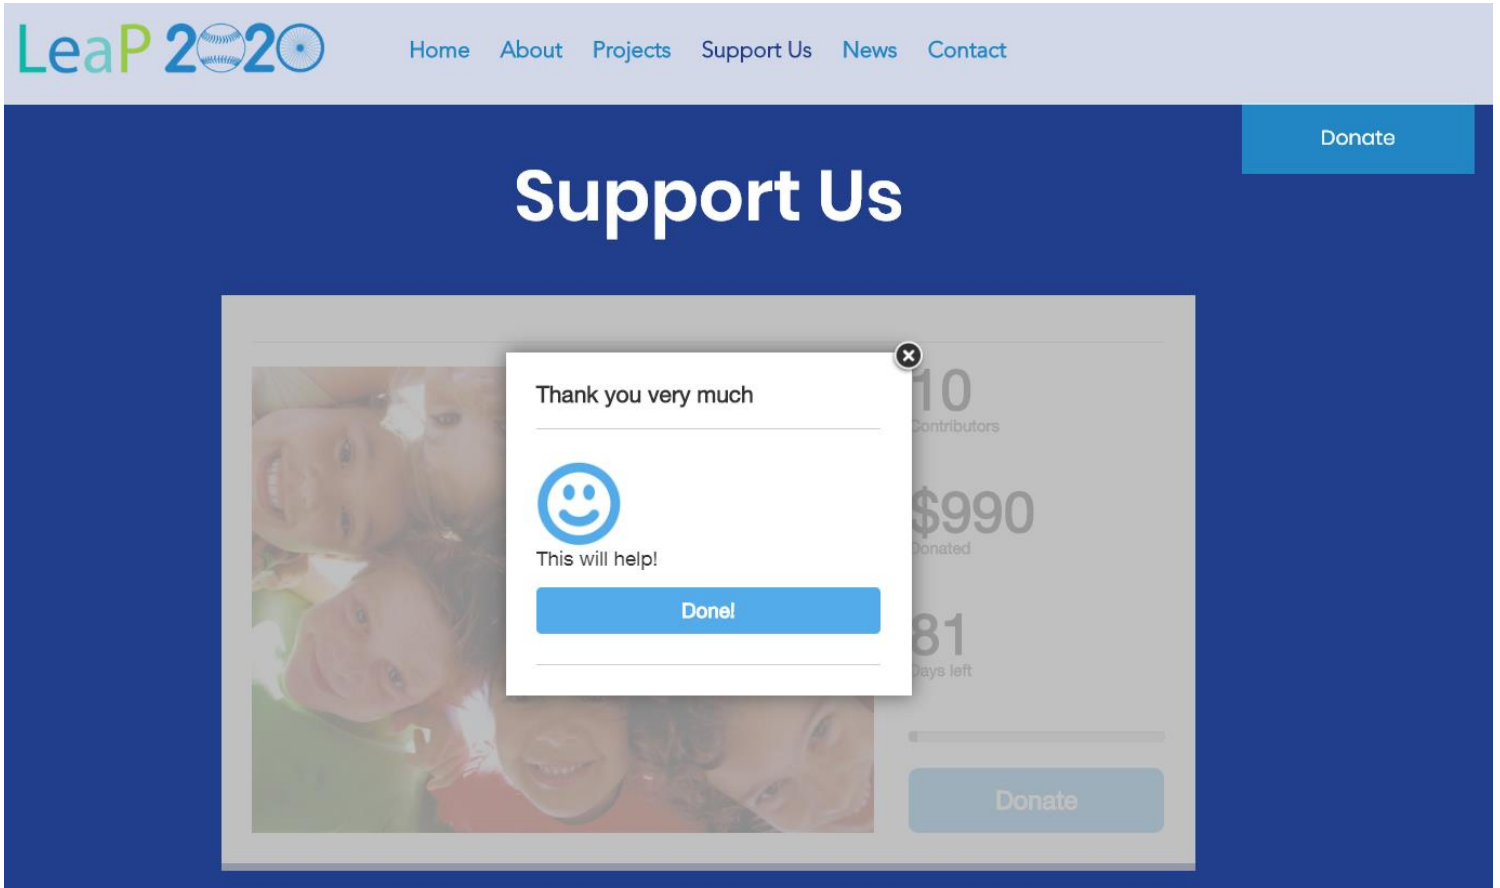 LeaP 2020
Home About Projects Support Us News Contact
Donate
Support Us
Thank you very much
This will help!
Done!
10
Contributors
$990
Donated
81
Days left
Donate